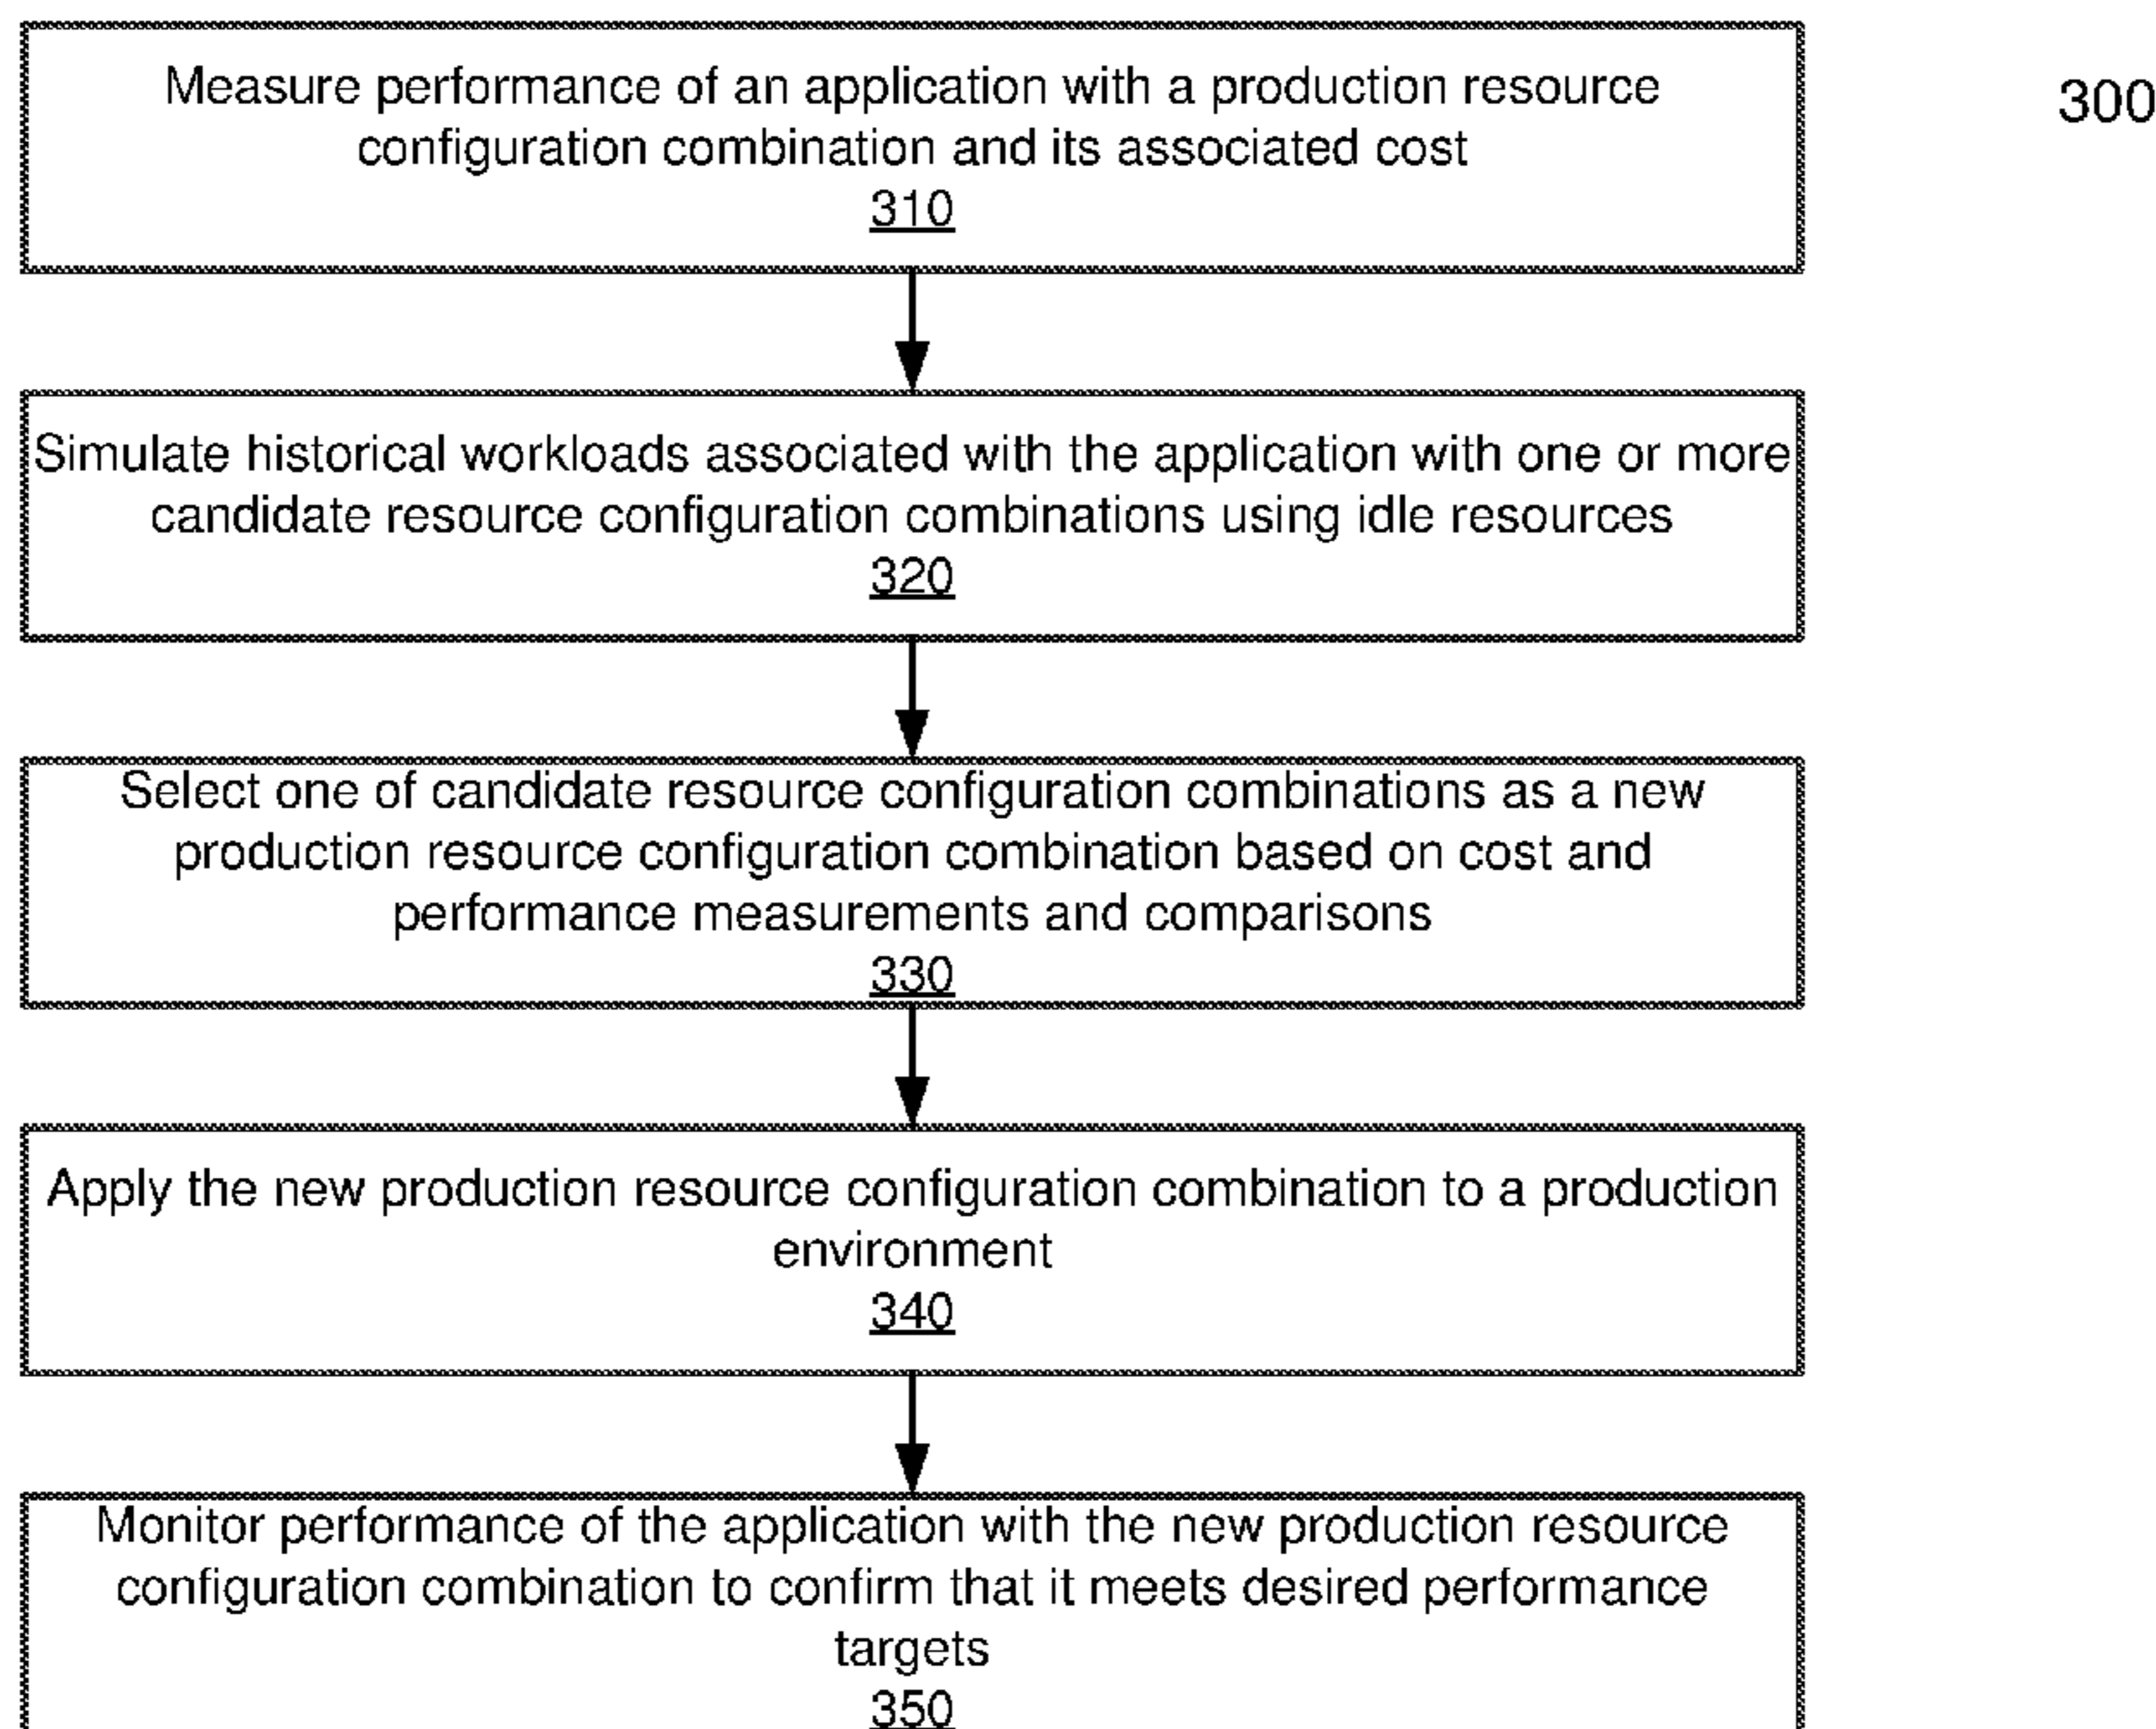 Measure performance of an application with a production resource
configuration combination and its associated cost
310
300
Simulate historical workloads associated with the application with one or more
candidate resource configuration combinations using idle resources
320
Select one of candidate resource configuration combinations as a new
production resource configuration combination based on cost and
performance measurements and comparisons
330
Apply the new production resource configuration combination to a production
environment
340
Monitor performance of the application with the new production resource
configuration combination to confirm that it meets desired performance
targets
350